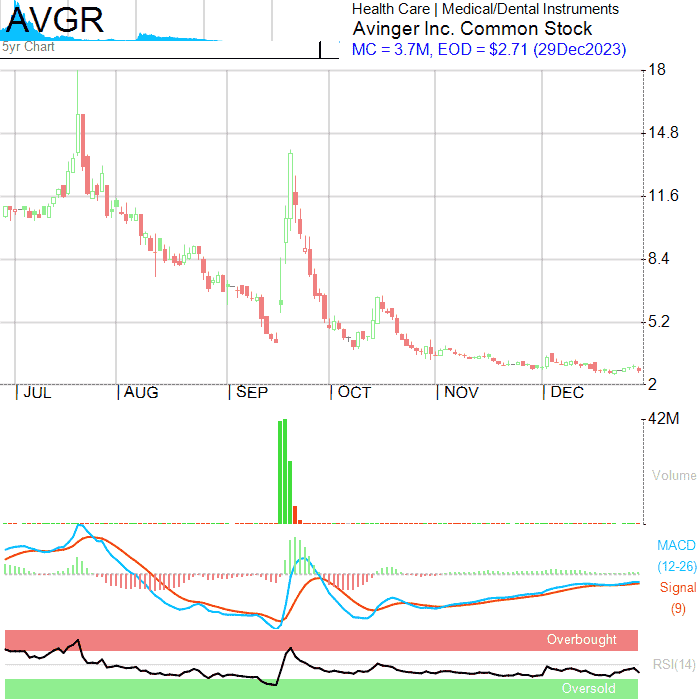 AVGR
5yr Chart
Health Care | Medical/Dental Instruments
Avinger Inc. Common Stock
MC = 3.7M, EOD = $2.71 (29Dec2023)
18
14.8
11.6
8.4
5.2
2
JUL AUG SEP OCT NOV DEC
42M
Volume
MACD
(12-26)
Signal
(9)
Overbought
RSI(14)
Oversold